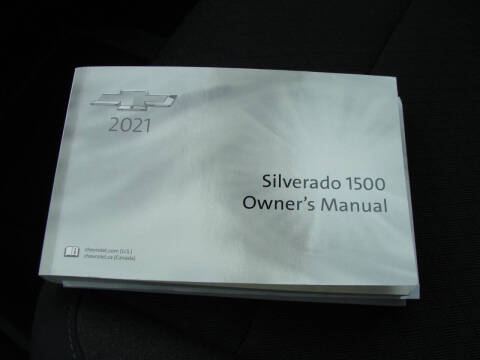 2021
Silverado 1500
Owner's Manual
chevrolet.com (U.S.)
chevrolet.ca (Canada)